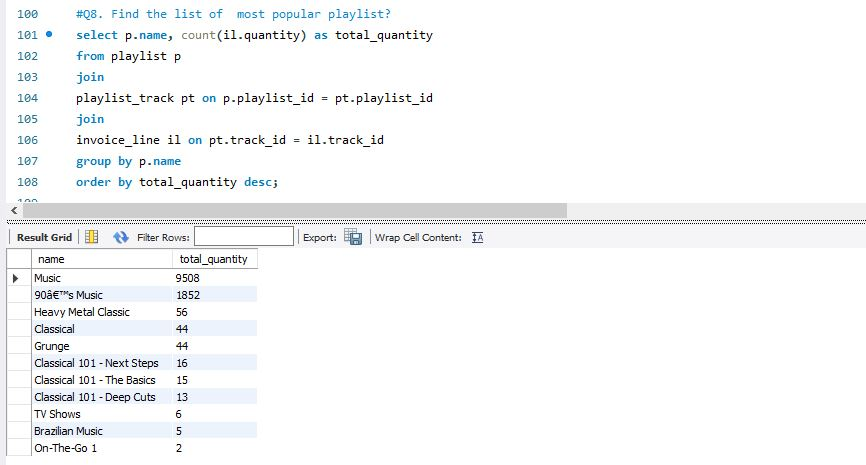 100 #Q8. Find the list of  most popular playlist?
101 select p.name, count(il.quantity) as total_quantity
102 from playlist p
103 join
104 playlist_track pt on p.playlist_id = pt.playlist_id
105 join
106 invoice_line il on pt.track_id = il.track_id
107 group by p.name
108 order by total_quantity desc;
Result Grid Filter Rows: Export: Wrap Cell Content: IA
name total_quantity
Music 9508
90â€™s Music 1852
Heavy Metal Classic 56
Classical 44
Grunge 44
Classical 101 - Next Steps 16
Classical 101 - The Basics 15
Classical 101 - Deep Cuts 13
TV Shows 6
Brazilian Music 5
On-The-Go 1 2